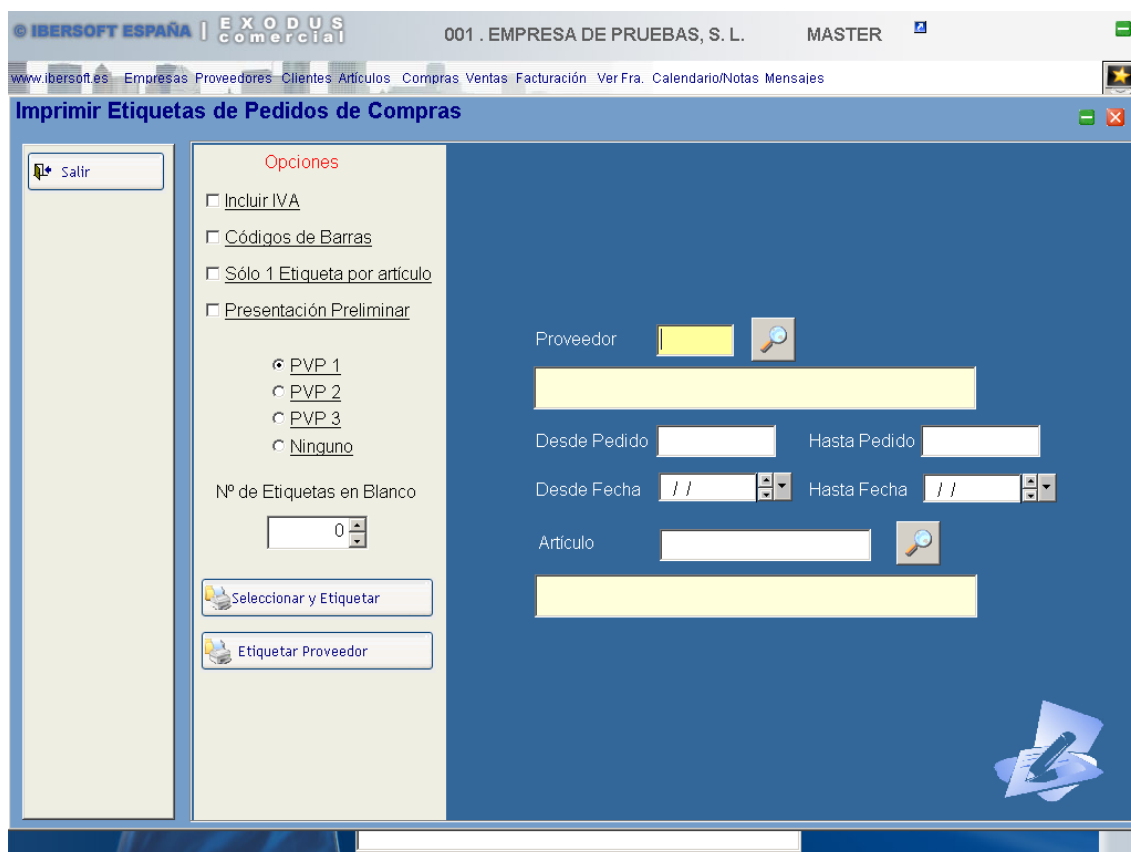 © IBERSOFT ESPAÑA | EXODUS comercial 001 . EMPRESA DE PRUEBAS, S. L. MASTER
www.ibersoft.es Empresas Proveedores Clientes Artículos Compras Ventas Facturación Ver Fra. Calendario/Notas Mensajes
Imprimir Etiquetas de Pedidos de Compras
Salir
Opciones
Incluir IVA
Códigos de Barras
Sólo 1 Etiqueta por artículo
Presentación Preliminar
PVP 1
PVP 2
PVP 3
Ninguno
Nº de Etiquetas en Blanco
0
Seleccionar y Etiquetar
Etiquetar Proveedor
Proveedor
Desde Pedido Hasta Pedido
Desde Fecha / / Hasta Fecha / /
Artículo